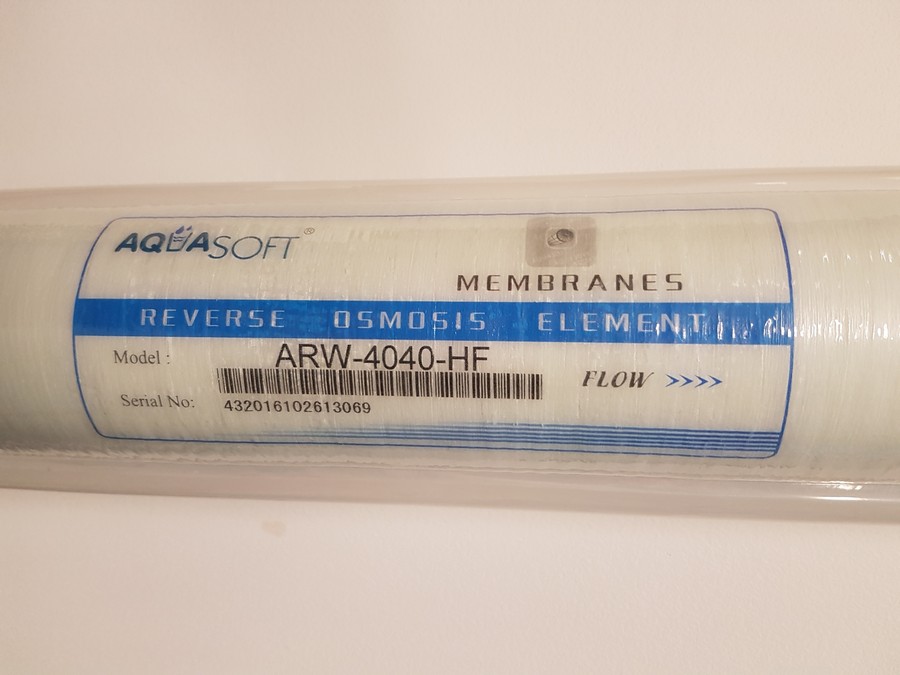 AQUASOFT®
MEMBRANES
REVERSE OSMOSIS ELEMENT
Model : ARW-4040-HF
Serial No: 432016102613069
FLOW >>>>